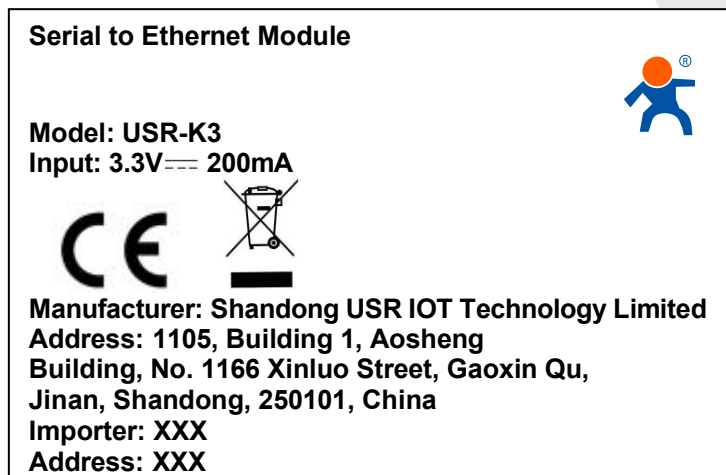 Serial to Ethernet Module
®
Model: USR-K3
Input: 3.3V⎓ 200mA
CE
Manufacturer: Shandong USR IOT Technology Limited
Address: 1105, Building 1, Aosheng
Building, No. 1166 Xinluo Street, Gaoxin Qu,
Jinan, Shandong, 250101, China
Importer: XXX
Address: XXX